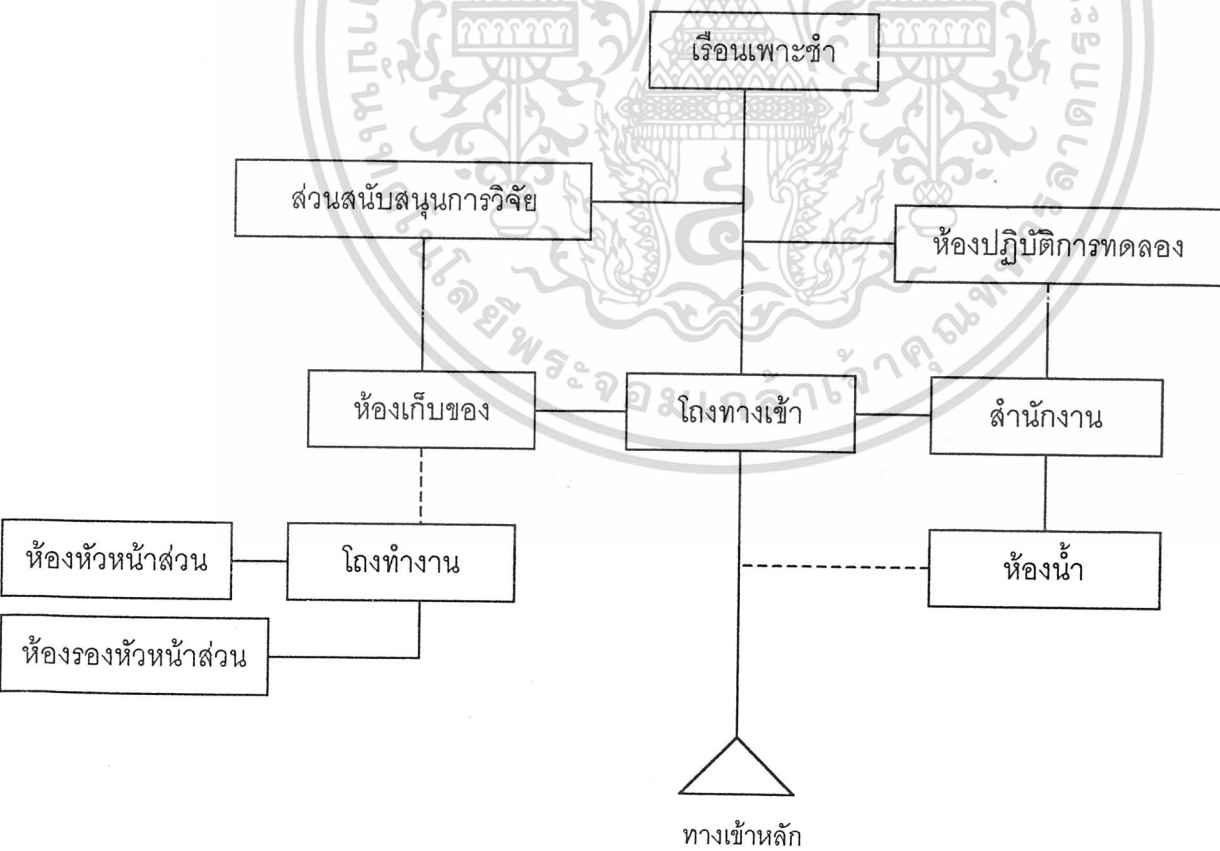 เรือนเพาะชำ
ส่วนสนับสนุนการวิจัย
ห้องปฏิบัติการทดลอง
ห้องเก็บของ
โถงทางเข้า
สำนักงาน
ห้องหัวหน้าส่วน
โถงทำงาน
ห้องน้ำ
ห้องรองหัวหน้าส่วน
ทางเข้าหลัก